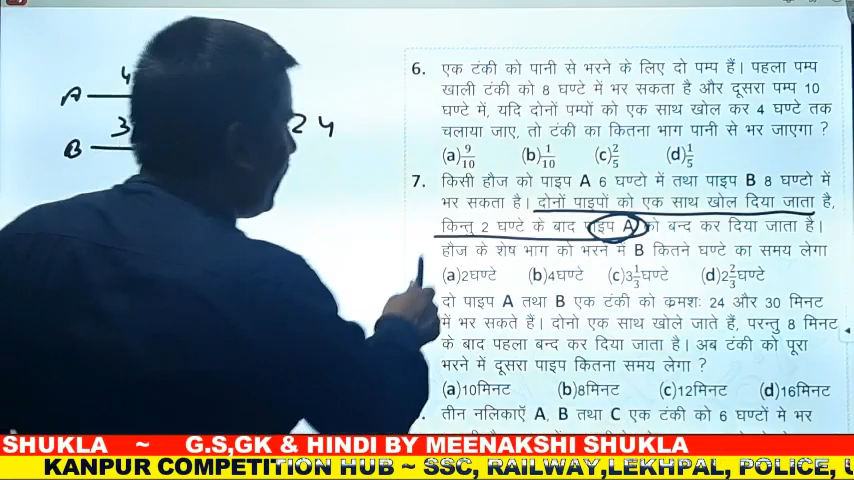 4
A
3
B
24
6. एक टंकी को पानी से भरने के लिए दो पम्प हैं। पहला पम्प
खाली टंकी को 8 घण्टे में भर सकता है और दूसरा पम्प 10
घण्टे में, यदि दोनों पम्पों को एक साथ खोल कर 4 घण्टे तक
चलाया जाए, तो टंकी का कितना भाग पानी से भर जाएगा ?
(a)9/10 (b)1/10 (c)2/5 (d)1/5
7. किसी हौज को पाइप A 6 घण्टो में तथा पाइप B 8 घण्टो में
भर सकता है। दोनों पाइपों को एक साथ खोल दिया जाता है,
किन्तु 2 घण्टे के बाद पाइप A को बन्द कर दिया जाता है।
हौज के शेष भाग को भरने में B कितने घण्टे का समय लेगा
(a)2घण्टे (b)4घण्टे (c)3 1/3घण्टे (d)2 2/3घण्टे
दो पाइप A तथा B एक टंकी को क्रमशः 24 और 30 मिनट
में भर सकते हैं। दोनो एक साथ खोले जाते हैं, परन्तु 8 मिनट
के बाद पहला बन्द कर दिया जाता है। अब टंकी को पूरा
भरने में दूसरा पाइप कितना समय लेगा ?
(a)10मिनट (b)8मिनट (c)12मिनट (d)16मिनट
तीन नलिकाएँ A, B तथा C एक टंकी को 6 घण्टों मे भर
SHUKLA ~ G.S,GK & HINDI BY MEENAKSHI SHUKLA
KANPUR COMPETITION HUB ~ SSC, RAILWAY,LEKHPAL, POLICE,